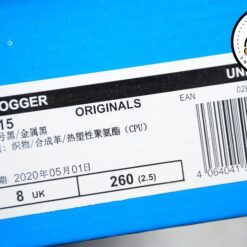 OGGER
UN
15
ORIGINALS
EAN
028
号黑/金属黑
: 织物/合成革/热塑性聚氨酯（CPU）
期 2020年05月01日
8 UK
260 (2.5)
4 064041